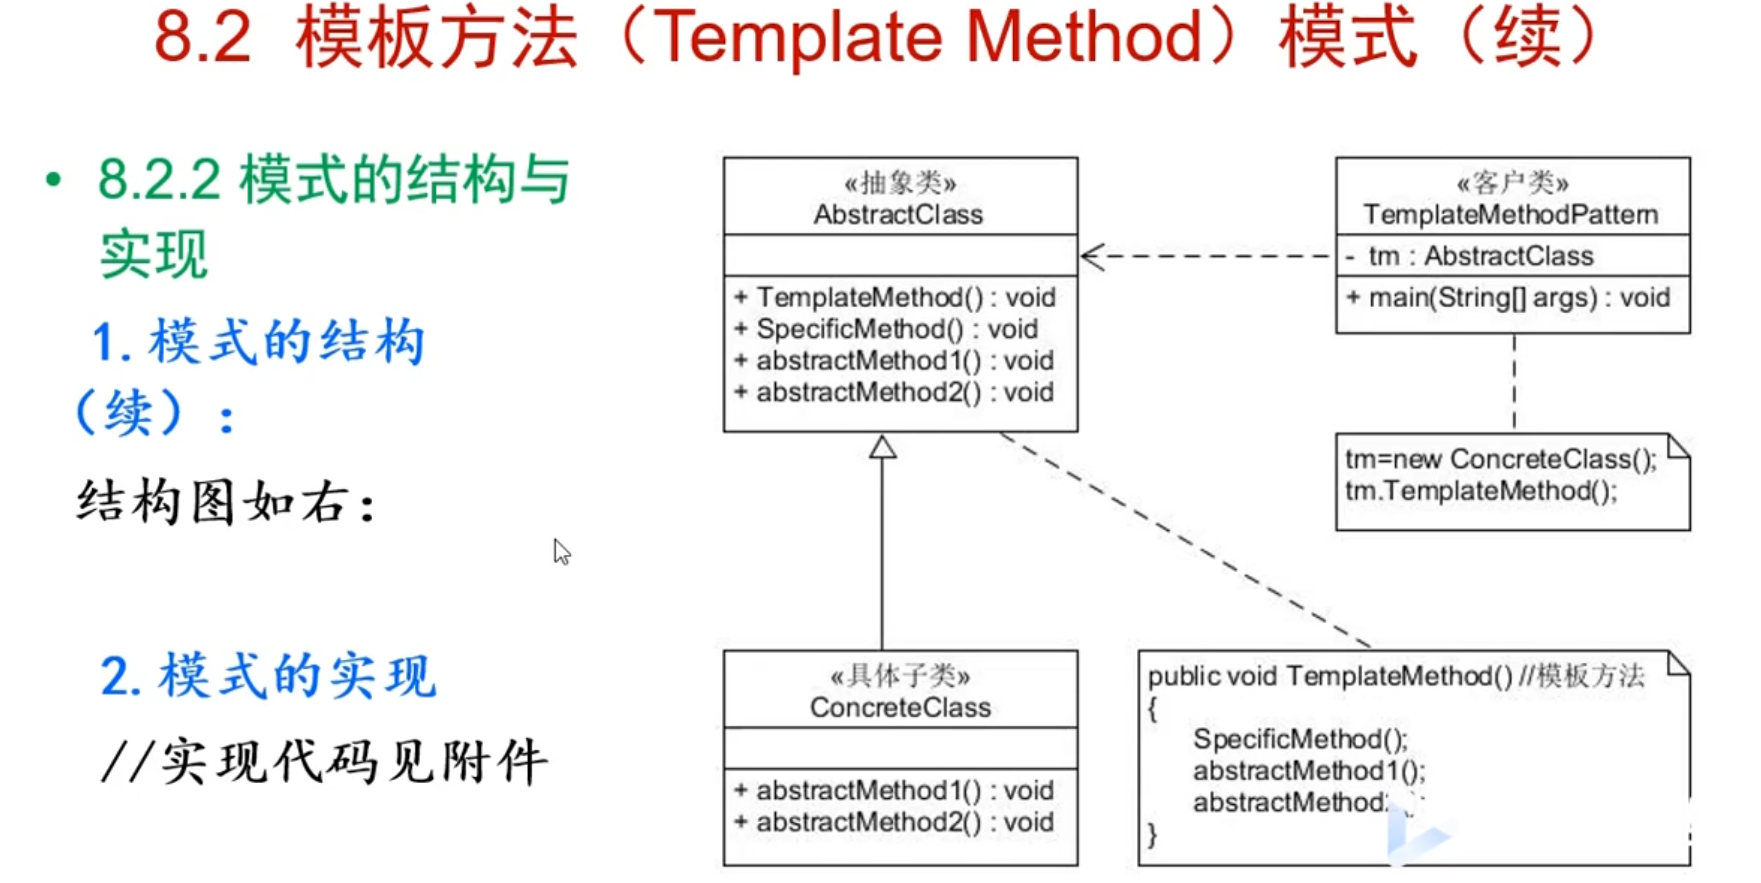 8.2 模板方法（Template Method）模式（续）
• 8.2.2 模式的结构与
实现
1. 模式的结构
（续）：
结构图如右：
2. 模式的实现
//实现代码见附件
«抽象类»
AbstractClass
+ TemplateMethod() : void
+ SpecificMethod() : void
+ abstractMethod1() : void
+ abstractMethod2() : void
«客户类»
TemplateMethodPattern
- tm : AbstractClass
+ main(String[] args) : void
tm=new ConcreteClass();
tm.TemplateMethod();
«具体子类»
ConcreteClass
+ abstractMethod1() : void
+ abstractMethod2() : void
public void TemplateMethod() //模板方法
{
SpecificMethod();
abstractMethod1();
}